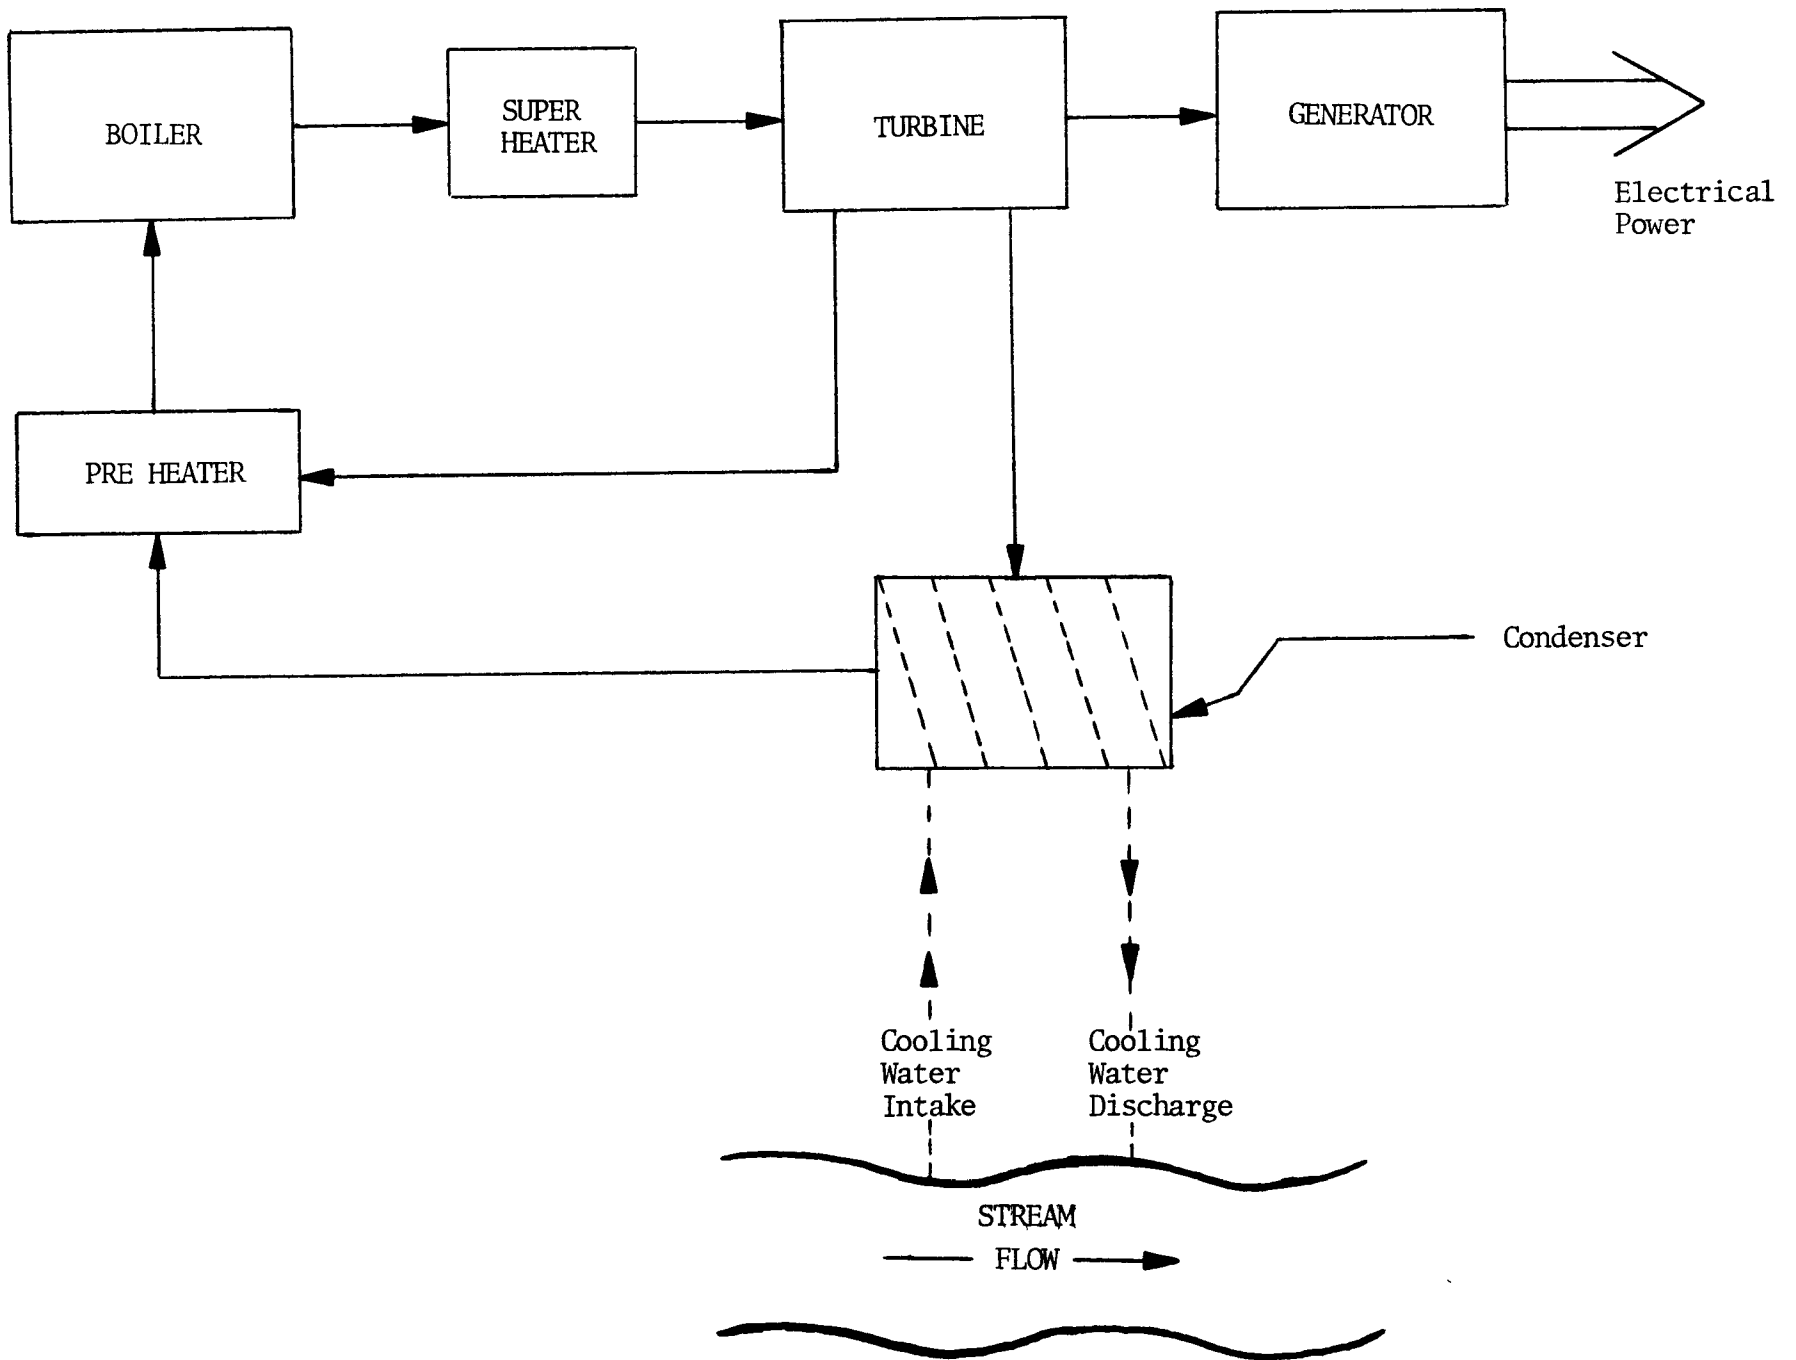 BOILER
SUPER
HEATER
TURBINE
GENERATOR
Electrical
Power
PRE HEATER
Condenser
Cooling
Water
Intake
Cooling
Water
Discharge
STREAM
FLOW